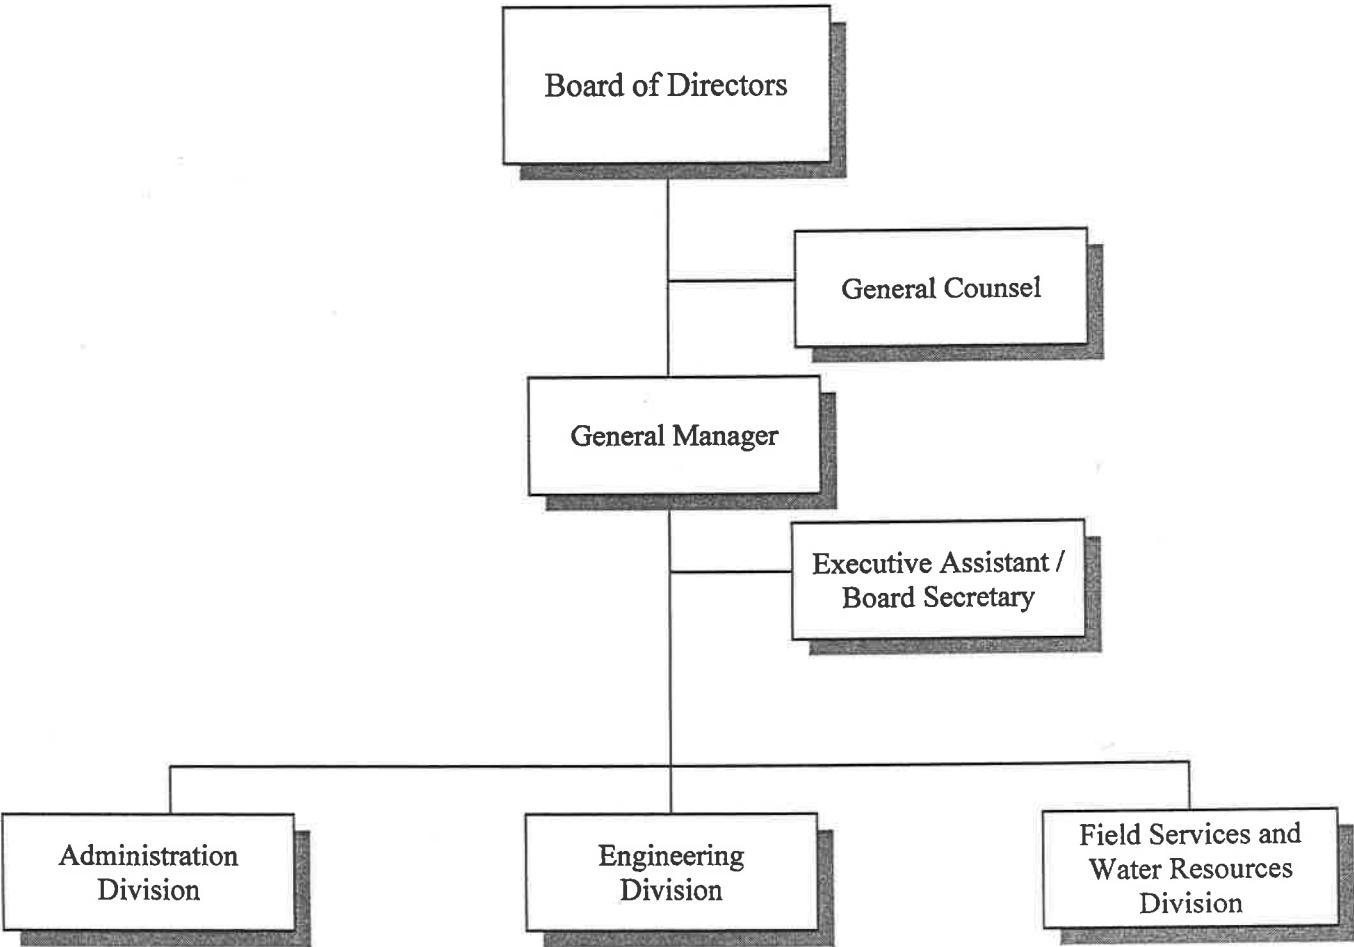 Board of Directors
General Counsel
General Manager
Executive Assistant /
Board Secretary
Administration
Division
Engineering
Division
Field Services and
Water Resources
Division